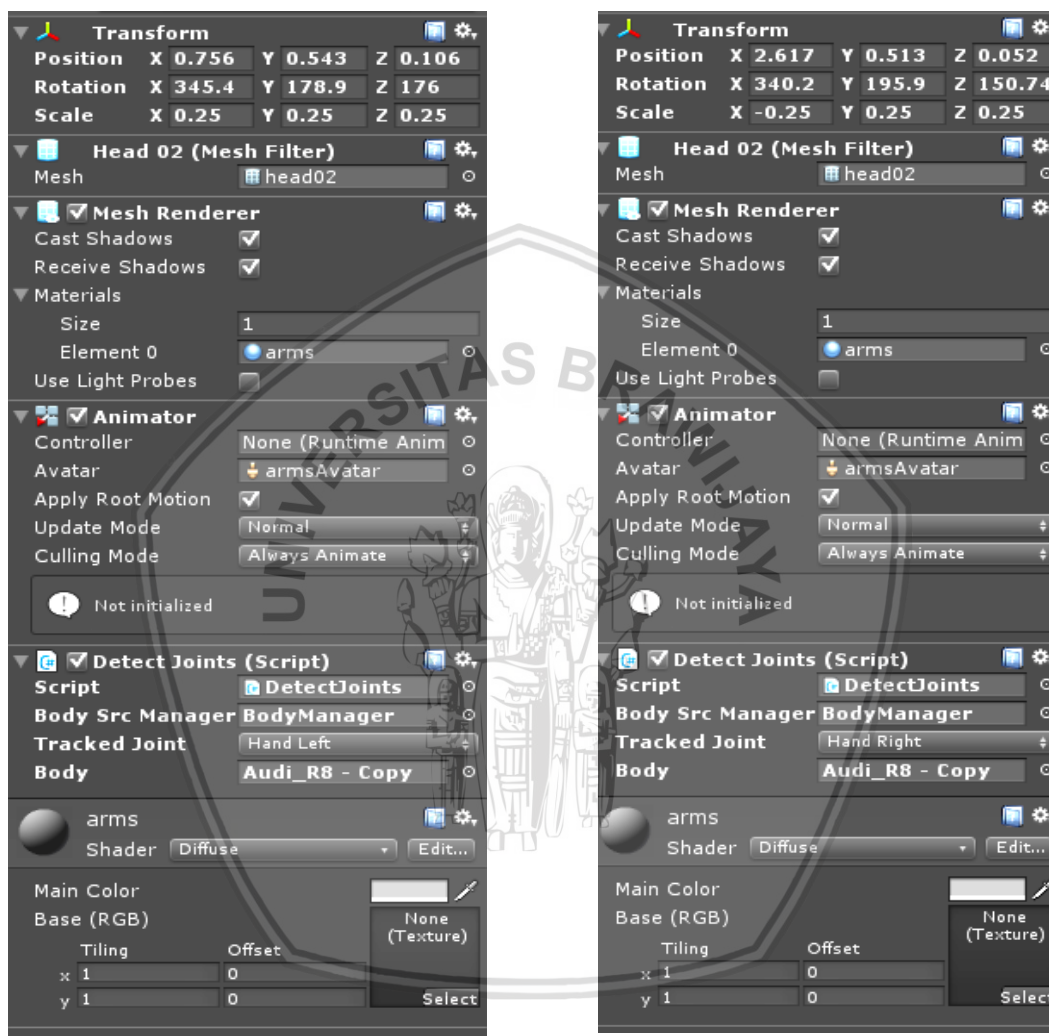 Transform
Position X 0.756 Y 0.543 Z 0.106
Rotation X 345.4 Y 178.9 Z 176
Scale X 0.25 Y 0.25 Z 0.25
Head 02 (Mesh Filter)
Mesh head02
Mesh Renderer
Cast Shadows
Receive Shadows
Materials
Size 1
Element 0 arms
Use Light Probes
Animator
Controller None (Runtime Anim
Avatar armsAvatar
Apply Root Motion
Update Mode Normal
Culling Mode Always Animate
Not initialized
Detect Joints (Script)
Script DetectJoints
Body Src Manager BodyManager
Tracked Joint Hand Left
Body Audi_R8 - Copy
arms
Shader Diffuse Edit...
Main Color
Base (RGB) None
(Texture)
Tiling Offset
x 1 0
y 1 0 Select
Transform
Position X 2.617 Y 0.513 Z 0.052
Rotation X 340.2 Y 195.9 Z 150.74
Scale X -0.25 Y 0.25 Z 0.25
Head 02 (Mesh Filter)
Mesh head02
Mesh Renderer
Cast Shadows
Receive Shadows
Materials
Size 1
Element 0 arms
Use Light Probes
Animator
Controller None (Runtime Anim
Avatar armsAvatar
Apply Root Motion
Update Mode Normal
Culling Mode Always Animate
Not initialized
Detect Joints (Script)
Script DetectJoints
Body Src Manager BodyManager
Tracked Joint Hand Right
Body Audi_R8 - Copy
arms
Shader Diffuse Edit...
Main Color
Base (RGB) None
(Texture)
Tiling Offset
x 1 0
y 1 0 Select
UNIVERSITAS BRAWIJAYA